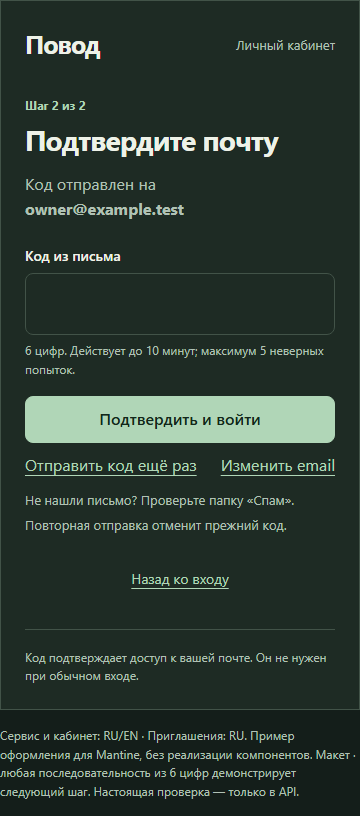 Повод
Личный кабинет
Шаг 2 из 2
Подтвердите почту
Код отправлен на
owner@example.test
Код из письма
6 цифр. Действует до 10 минут; максимум 5 неверных
попыток.
Подтвердить и войти
Отправить код ещё раз
Изменить email
Не нашли письмо? Проверьте папку «Спам».
Повторная отправка отменит прежний код.
Назад ко входу
Код подтверждает доступ к вашей почте. Он не нужен
при обычном входе.
Сервис и кабинет: RU/EN · Приглашения: RU. Пример
оформления для Mantine, без реализации компонентов. Макет ·
любая последовательность из 6 цифр демонстрирует
следующий шаг. Настоящая проверка — только в API.